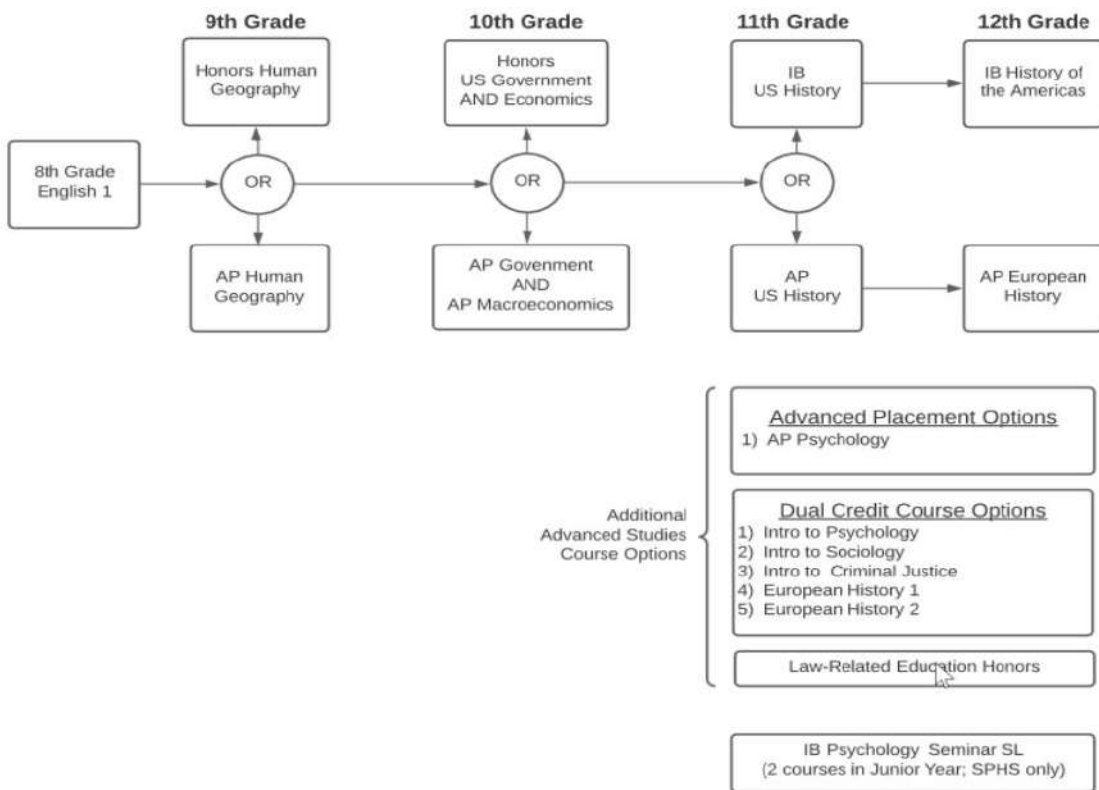 9th Grade
10th Grade
11th Grade
12th Grade
Honors Human
Geography
Honors
US Government
AND Economics
IB
US History
IB History of
the Americas
8th Grade
English 1
OR
OR
OR
AP Human
Geography
AP Govenment
AND
AP Macroeconomics
AP
US History
AP European
History
Additional
Advanced Studies
Course Options
Advanced Placement Options
1) AP Psychology
Dual Credit Course Options
1) Intro to Psychology
2) Intro to Sociology
3) Intro to Criminal Justice
4) European History 1
5) European History 2
Law-Related Education Honors
IB Psychology Seminar SL
(2 courses in Junior Year; SPHS only)